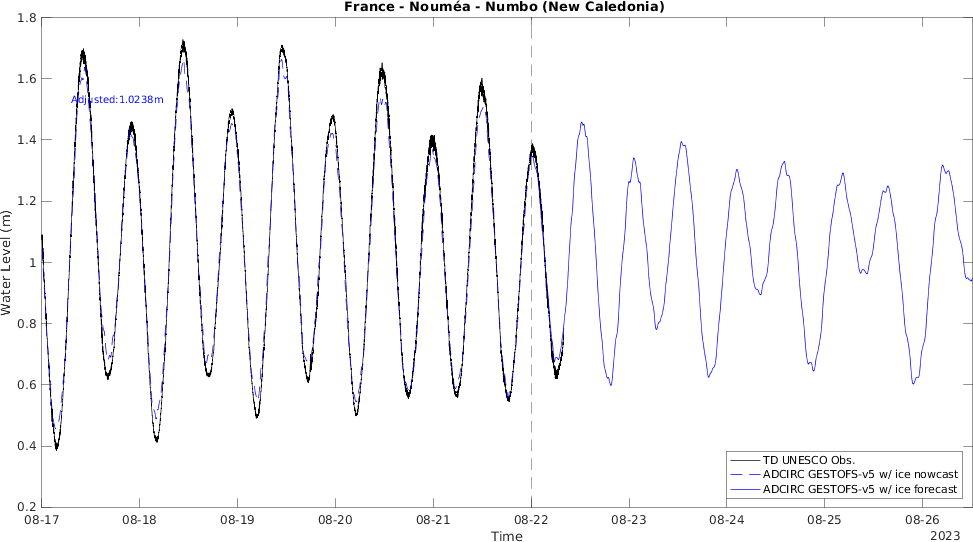 France - Nouméa - Numbo (New Caledonia)
1.8
1.6
1.4
1.2
1
0.8
0.6
0.4
0.2
Water Level (m)
Adjusted:1.0238m
TD UNESCO Obs.
ADCIRC GESTOFS-v5 w/ ice nowcast
ADCIRC GESTOFS-v5 w/ ice forecast
08-17 08-18 08-19 08-20 08-21 08-22 08-23 08-24 08-25 08-26
Time
2023